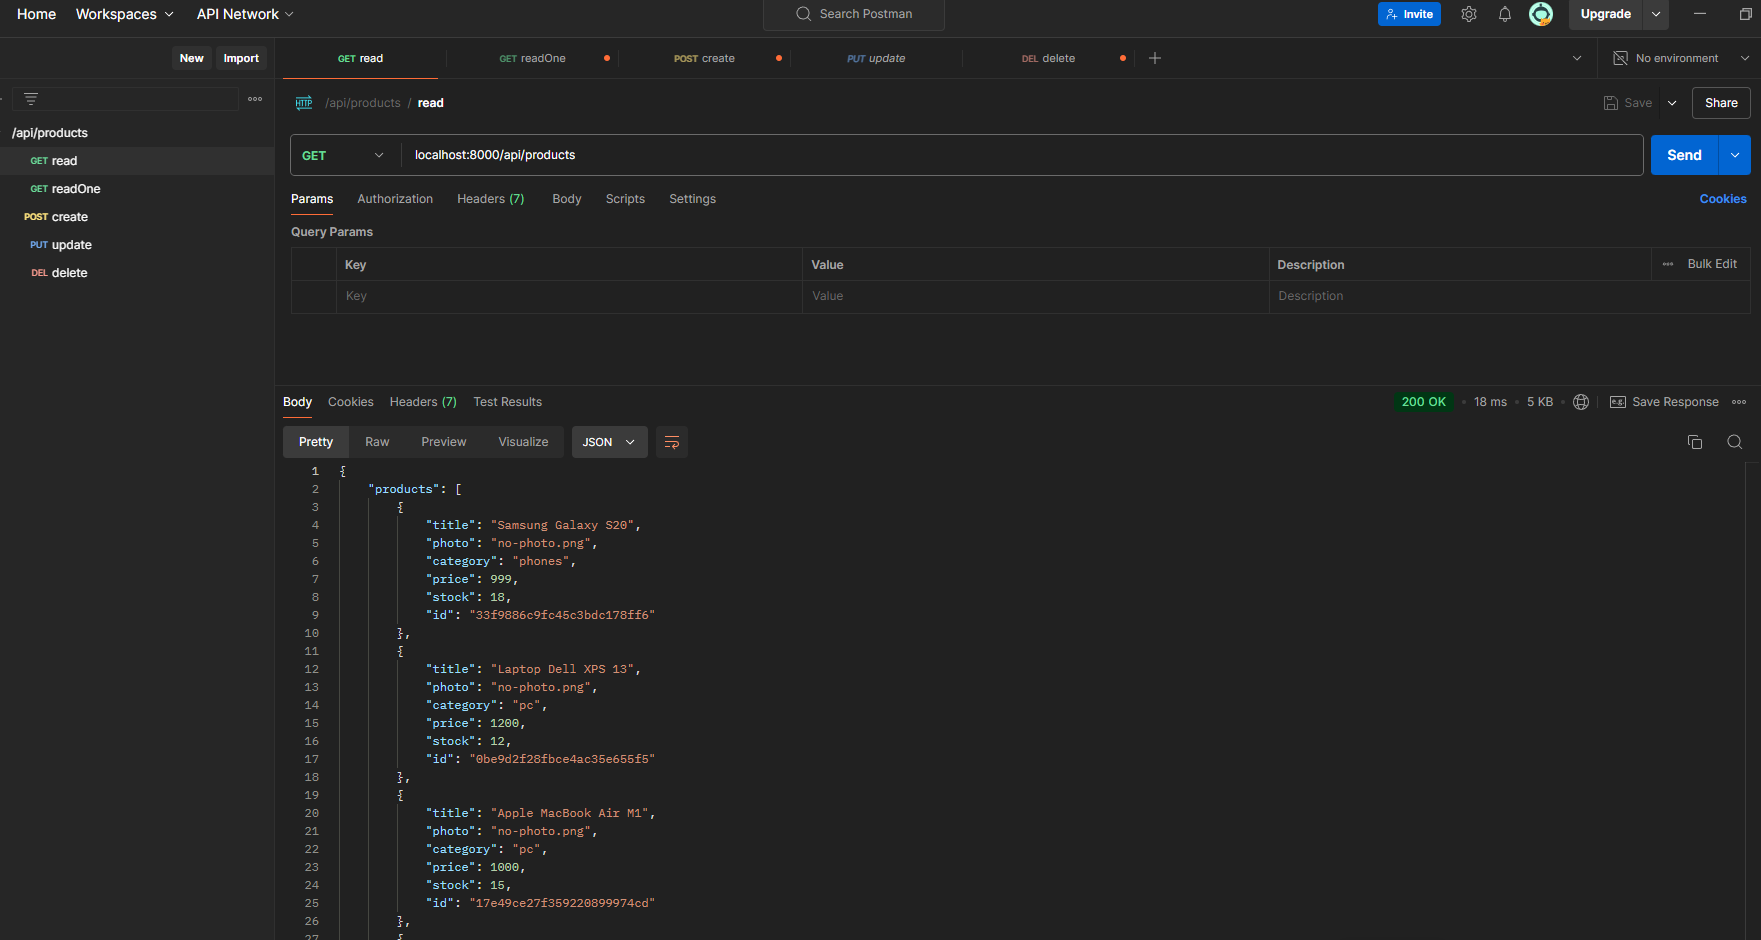 Home Workspaces API Network Search Postman Invite Upgrade
New Import GET read GET readOne POST create PUT update DEL delete No environment
/api/products / read Save Share
/api/products
GET read
GET readOne
POST create
PUT update
DEL delete
GET localhost:8000/api/products Send
Params Authorization Headers (7) Body Scripts Settings Cookies
Query Params
Key Value Description Bulk Edit
Key Value Description
Body Cookies Headers (7) Test Results 200 OK 18 ms 5 KB e.g. Save Response
Pretty Raw Preview Visualize JSON
1 {
2 "products": [
3 {
4 "title": "Samsung Galaxy S20",
5 "photo": "no-photo.png",
6 "category": "phones",
7 "price": 999,
8 "stock": 18,
9 "id": "33f9886c9fc45c3bdc178ff6"
10 },
11 {
12 "title": "Laptop Dell XPS 13",
13 "photo": "no-photo.png",
14 "category": "pc",
15 "price": 1200,
16 "stock": 12,
17 "id": "0be9d2f28fbce4ac35e655f5"
18 },
19 {
20 "title": "Apple MacBook Air M1",
21 "photo": "no-photo.png",
22 "category": "pc",
23 "price": 1000,
24 "stock": 15,
25 "id": "17e49ce27f359220899974cd"
26 },
27 {